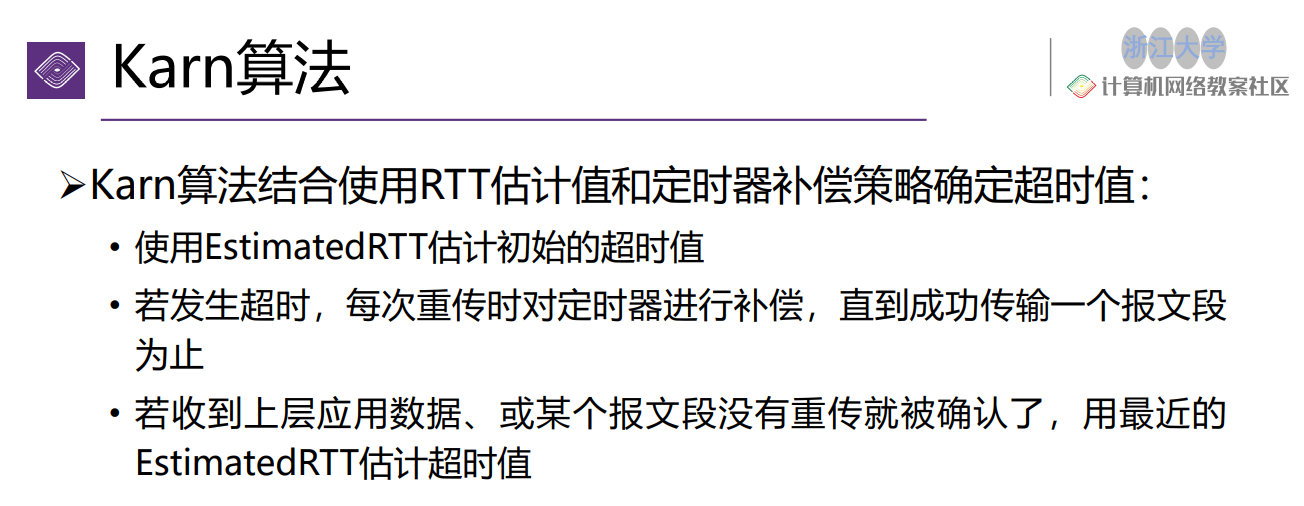 Karn算法
浙江大学
计算机网络教案社区
➢Karn算法结合使用RTT估计值和定时器补偿策略确定超时值：
• 使用EstimatedRTT估计初始的超时值
• 若发生超时，每次重传时对定时器进行补偿，直到成功传输一个报文段
为止
• 若收到上层应用数据、或某个报文段没有重传就被确认了，用最近的
EstimatedRTT估计超时值